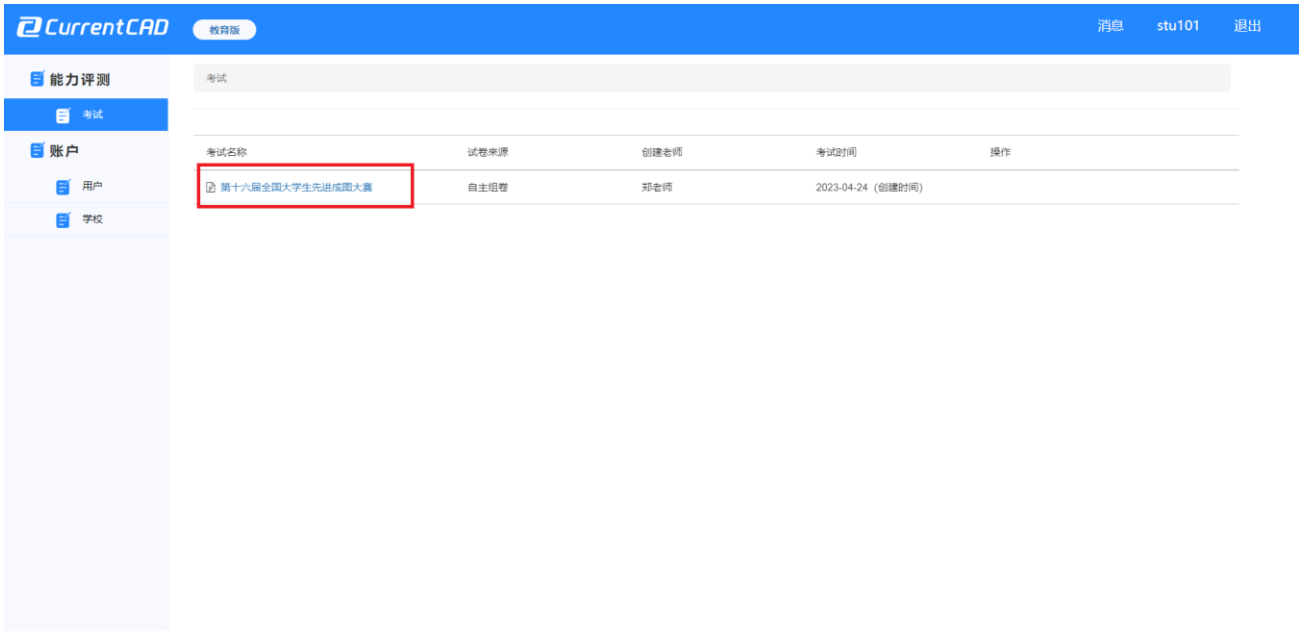 CurrentCAD 教育版 消息 stu101 退出
能力评测
考试
账户
用户
学校
考试
考试名称 试卷来源 创建老师 考试时间 操作
第十六届全国大学生先进成图大赛 自主组卷 郑老师 2023-04-24（创建时间）